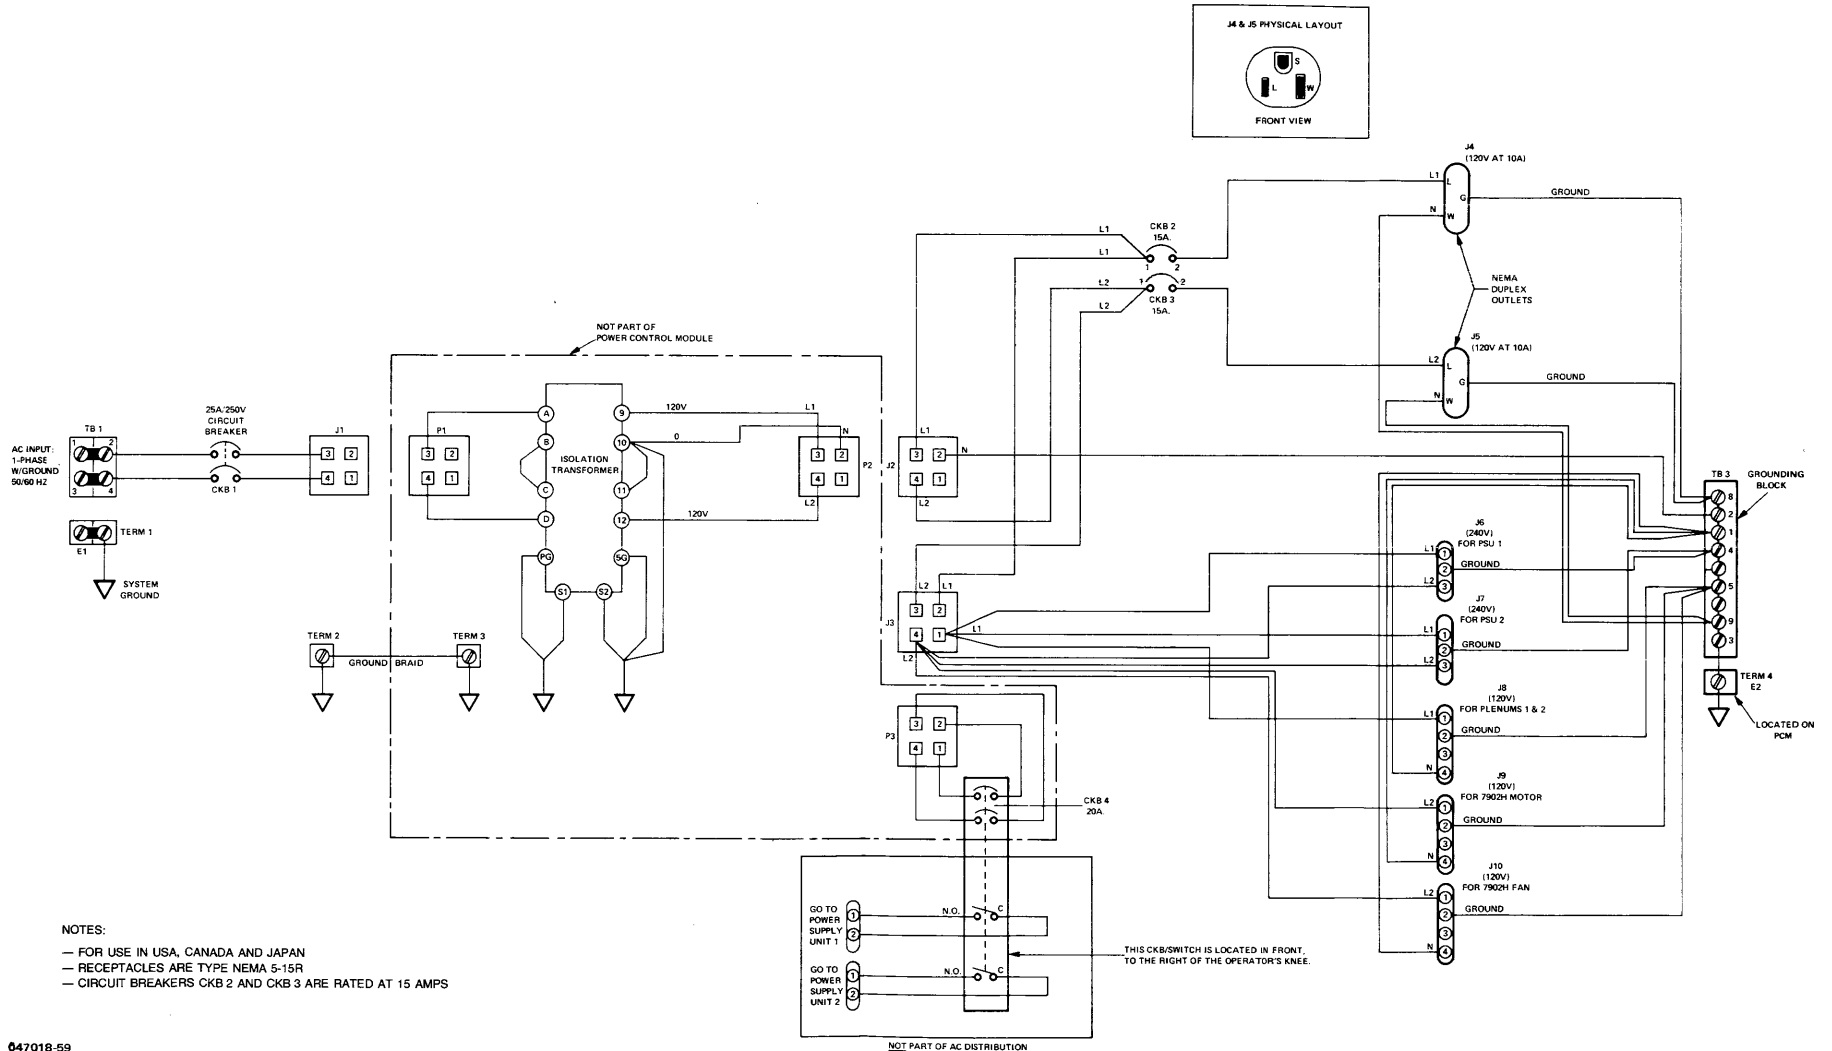 J4 & J5 PHYSICAL LAYOUT
S
L
W
FRONT VIEW
J4
(120V AT 10A)
L1
L
G
GROUND
N
W
L1
CKB 2
15A.
L1
1
2
L2
1
2
CKB 3
L2
15A.
NEMA
DUPLEX
OUTLETS
J5
(120V AT 10A)
L2
L
G
GROUND
N
W
NOT PART OF
POWER CONTROL MODULE
25A/250V
CIRCUIT
BREAKER
TB 1
1
2
3
4
AC INPUT:
1-PHASE
W/GROUND
50/60 HZ
CKB 1
J1
3
2
4
1
E1
TERM 1
SYSTEM
GROUND
P1
3
2
4
1
A
B
C
D
PG
S1
S2
9
10
11
12
5G
ISOLATION
TRANSFORMER
120V
0
120V
L1
N
3
2
4
1
P2
L2
L1
J2
3
2
N
4
1
L2
TERM 2
GROUND BRAID
TERM 3
L2
L1
J3
3
2
4
1
L1
L2
P3
3
2
4
1
CKB 4
20A.
J6
(240V)
FOR PSU 1
L1
1
2
GROUND
L2
3
J7
(240V)
FOR PSU 2
L1
1
2
GROUND
L2
3
J8
(120V)
FOR PLENUMS 1 & 2
L1
1
2
GROUND
3
N
4
J9
(120V)
FOR 7902H MOTOR
L2
1
2
GROUND
3
N
4
J10
(120V)
FOR 7902H FAN
L2
1
2
GROUND
3
N
4
TB 3
GROUNDING
BLOCK
8
2
1
4
5
9
3
TERM 4
E2
LOCATED ON
PCM
GO TO
POWER
SUPPLY
UNIT 1
1
2
N.O.
C
GO TO
POWER
SUPPLY
UNIT 2
1
2
N.O.
C
THIS CKB/SWITCH IS LOCATED IN FRONT,
TO THE RIGHT OF THE OPERATOR'S KNEE.
NOT PART OF AC DISTRIBUTION
NOTES:
— FOR USE IN USA, CANADA AND JAPAN
— RECEPTACLES ARE TYPE NEMA 5-15R
— CIRCUIT BREAKERS CKB 2 AND CKB 3 ARE RATED AT 15 AMPS
047018-59